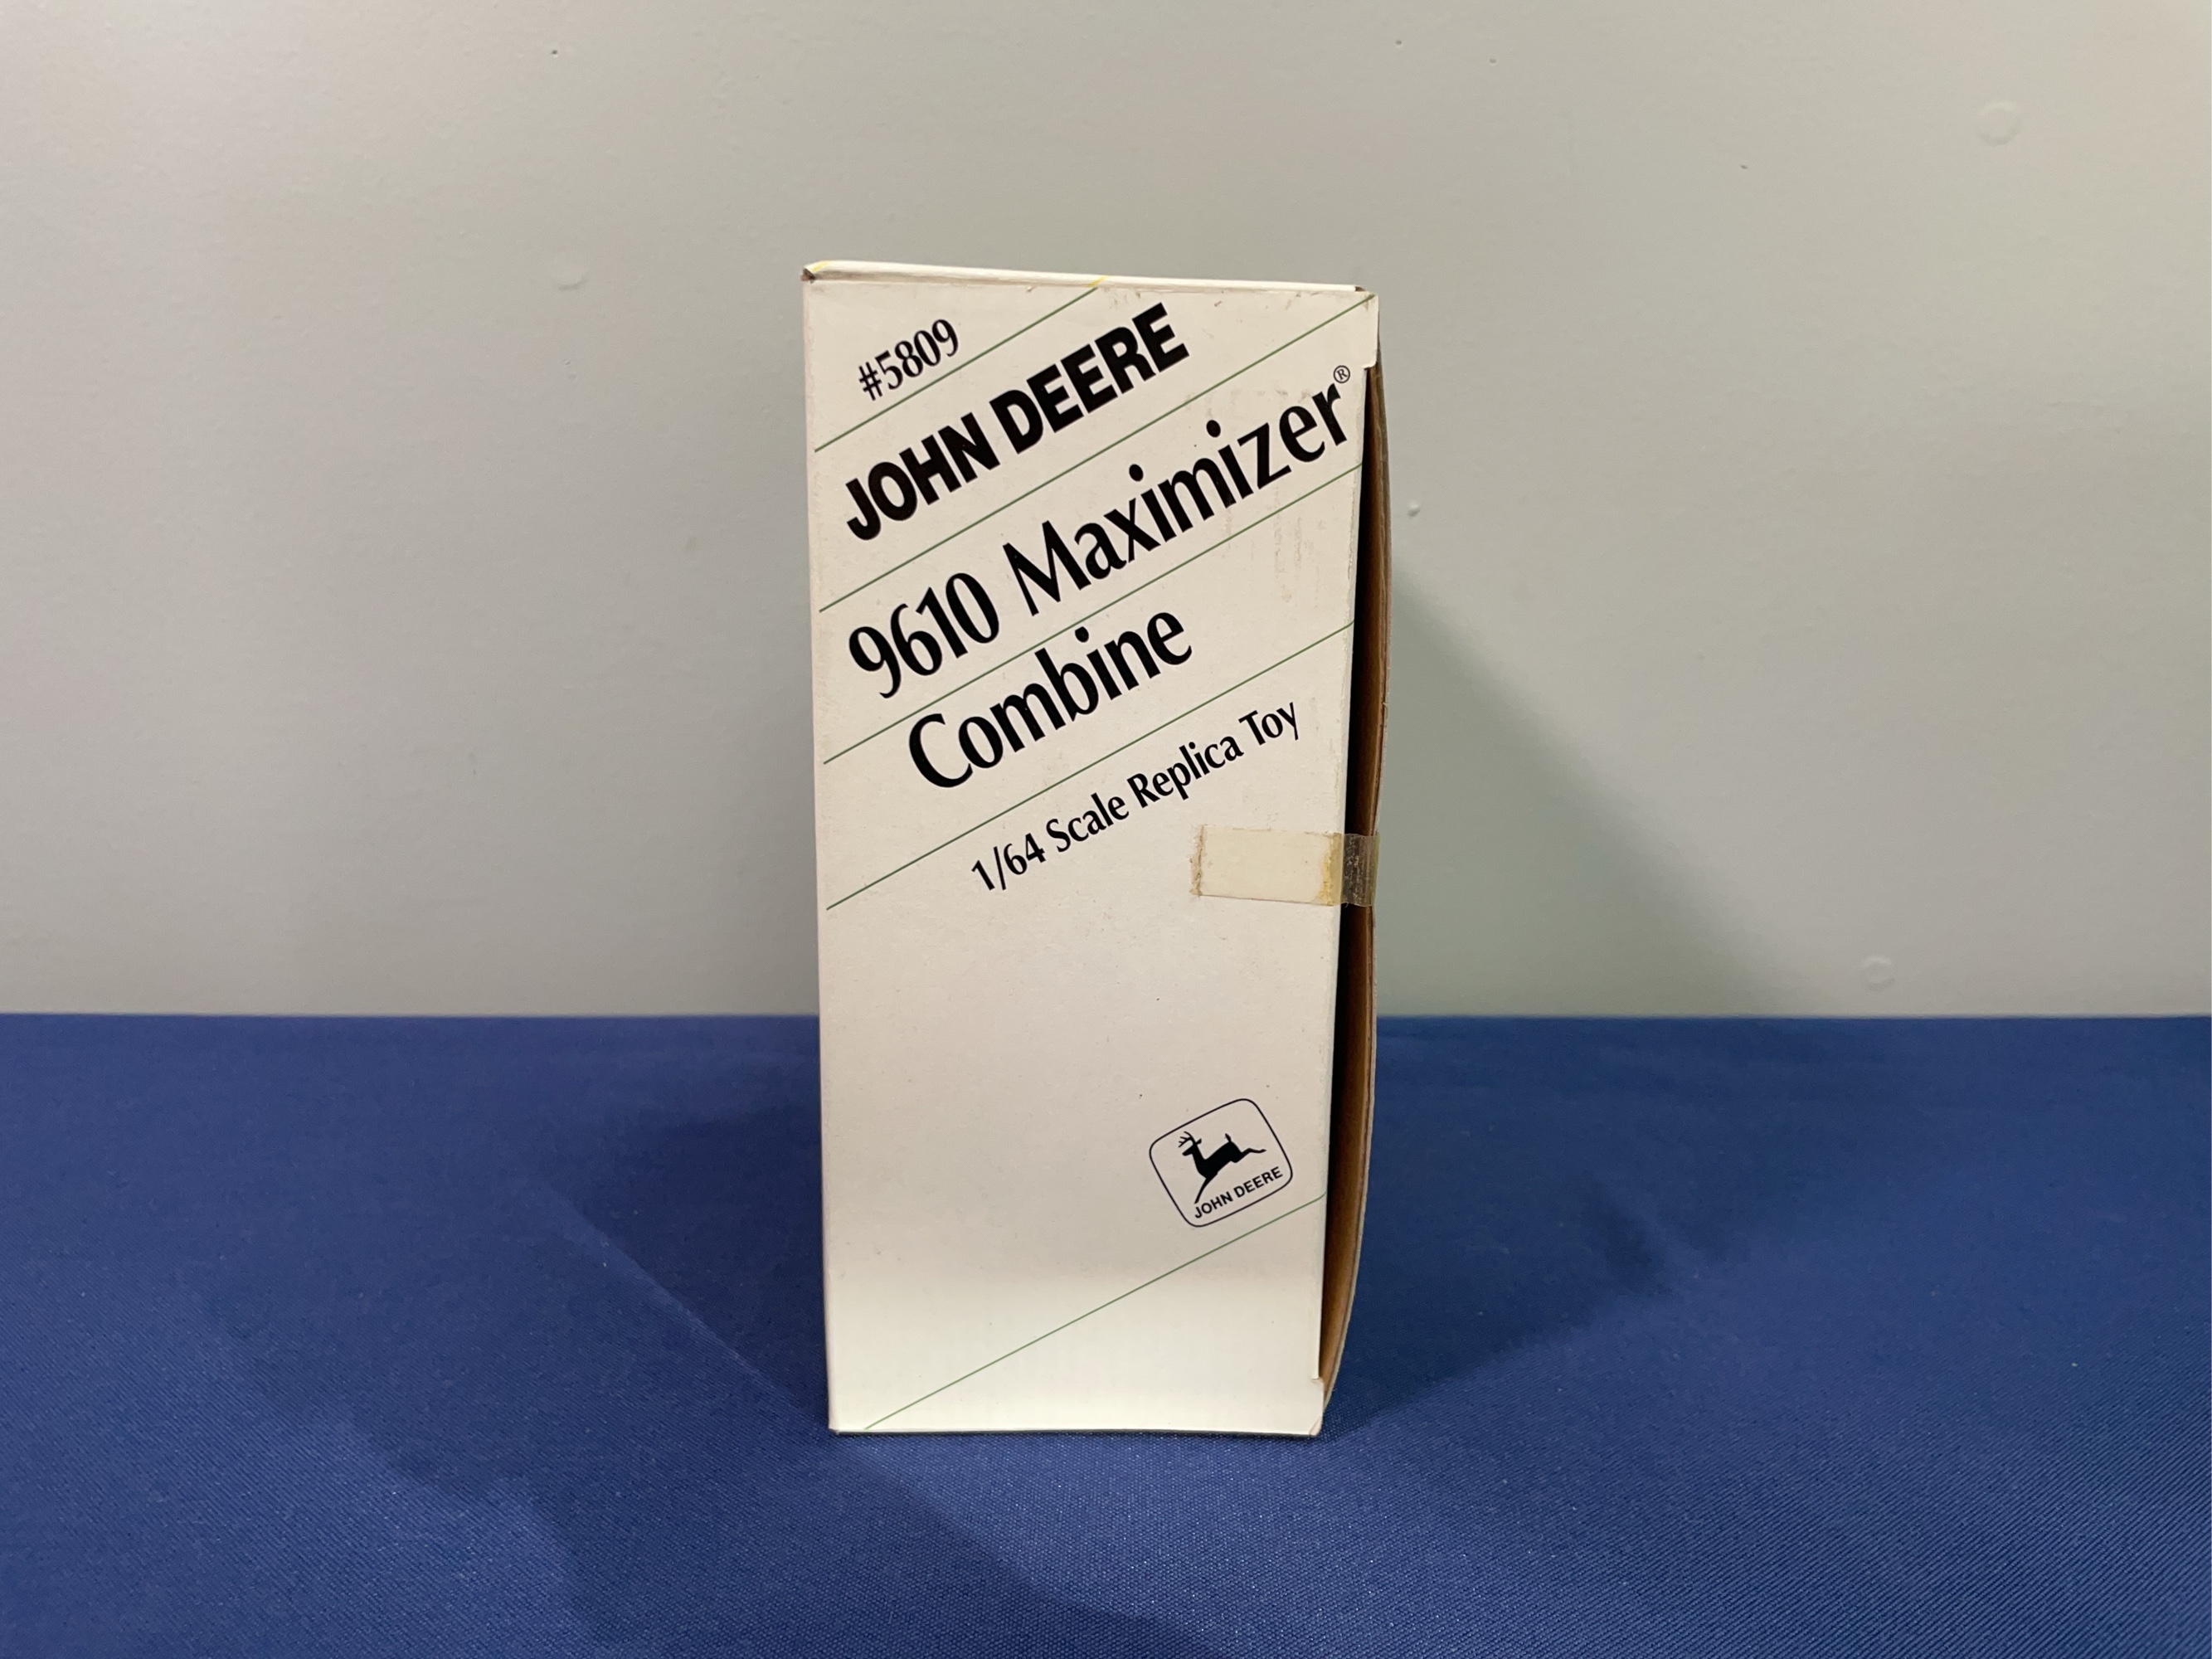 #5809
JOHN DEERE
9610 Maximizer®
Combine
1/64 Scale Replica Toy
JOHN DEERE